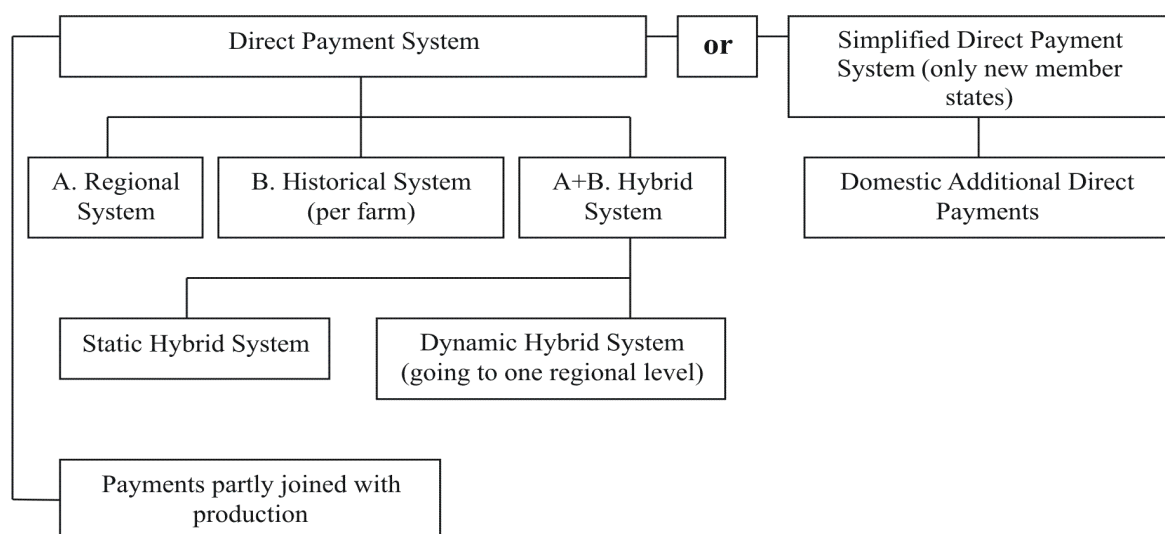 Direct Payment System
or
Simplified Direct Payment
System (only new member
states)
A. Regional
System
B. Historical System
(per farm)
A+B. Hybrid
System
Domestic Additional Direct
Payments
Static Hybrid System
Dynamic Hybrid System
(going to one regional level)
Payments partly joined with
production